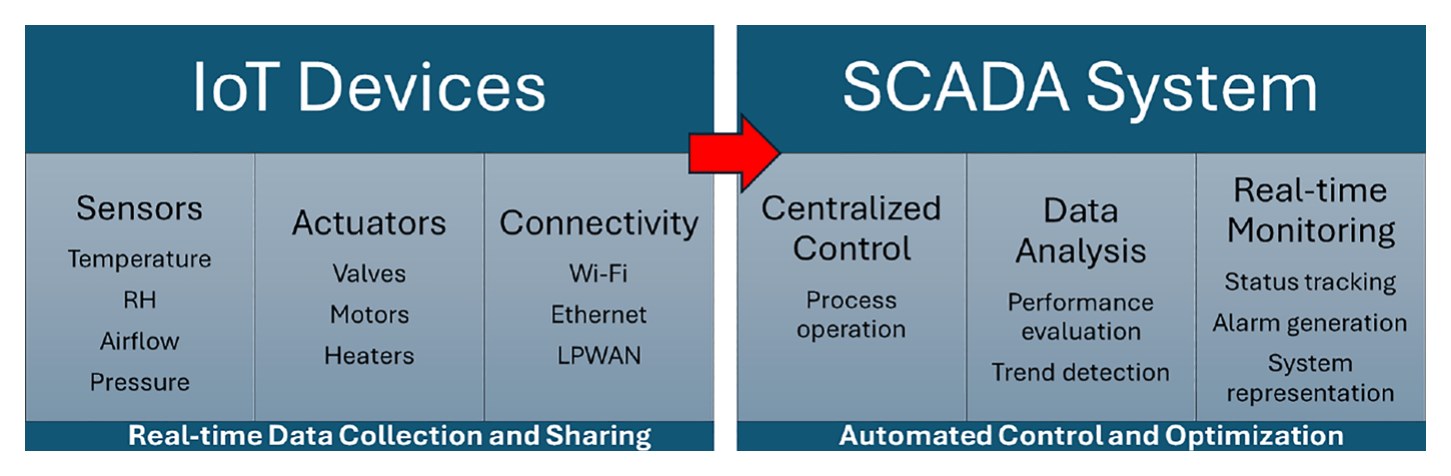 IoT Devices
Sensors
Temperature
RH
Airflow
Pressure
Actuators
Valves
Motors
Heaters
Connectivity
Wi-Fi
Ethernet
LPWAN
Real-time Data Collection and Sharing
SCADA System
Centralized
Control
Process
operation
Data
Analysis
Performance
evaluation
Trend detection
Real-time
Monitoring
Status tracking
Alarm generation
System
representation
Automated Control and Optimization